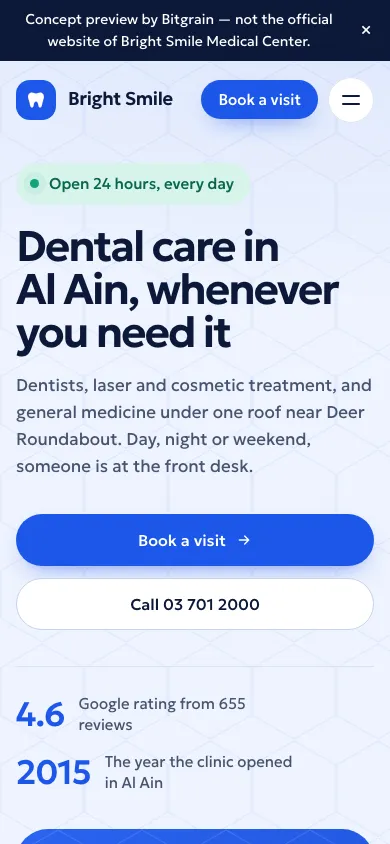 Concept preview by Bitgrain — not the official
website of Bright Smile Medical Center.
×
Bright Smile
Book a visit
Open 24 hours, every day
Dental care in
Al Ain, whenever
you need it
Dentists, laser and cosmetic treatment, and
general medicine under one roof near Deer
Roundabout. Day, night or weekend,
someone is at the front desk.
Book a visit →
Call 03 701 2000
4.6 Google rating from 655
reviews
2015 The year the clinic opened
in Al Ain